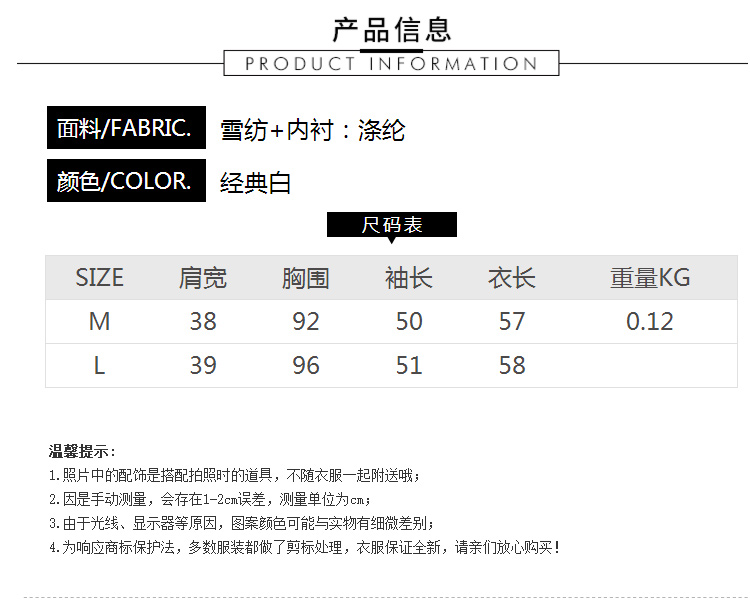 产品信息
PRODUCT INFORMATION
面料/FABRIC. 雪纺+内衬：涤纶
颜色/COLOR. 经典白
尺码表
SIZE 肩宽 胸围 袖长 衣长 重量KG
M 38 92 50 57 0.12
L 39 96 51 58
温馨提示:
1.照片中的配饰是搭配拍照时的道具，不随衣服一起附送哦;
2.因是手动测量，会存在1-2cm误差，测量单位为cm;
3.由于光线、显示器等原因，图案颜色可能与实物有细微差别;
4.为响应商标保护法，多数服装都做了剪标处理，衣服保证全新，请亲们放心购买!